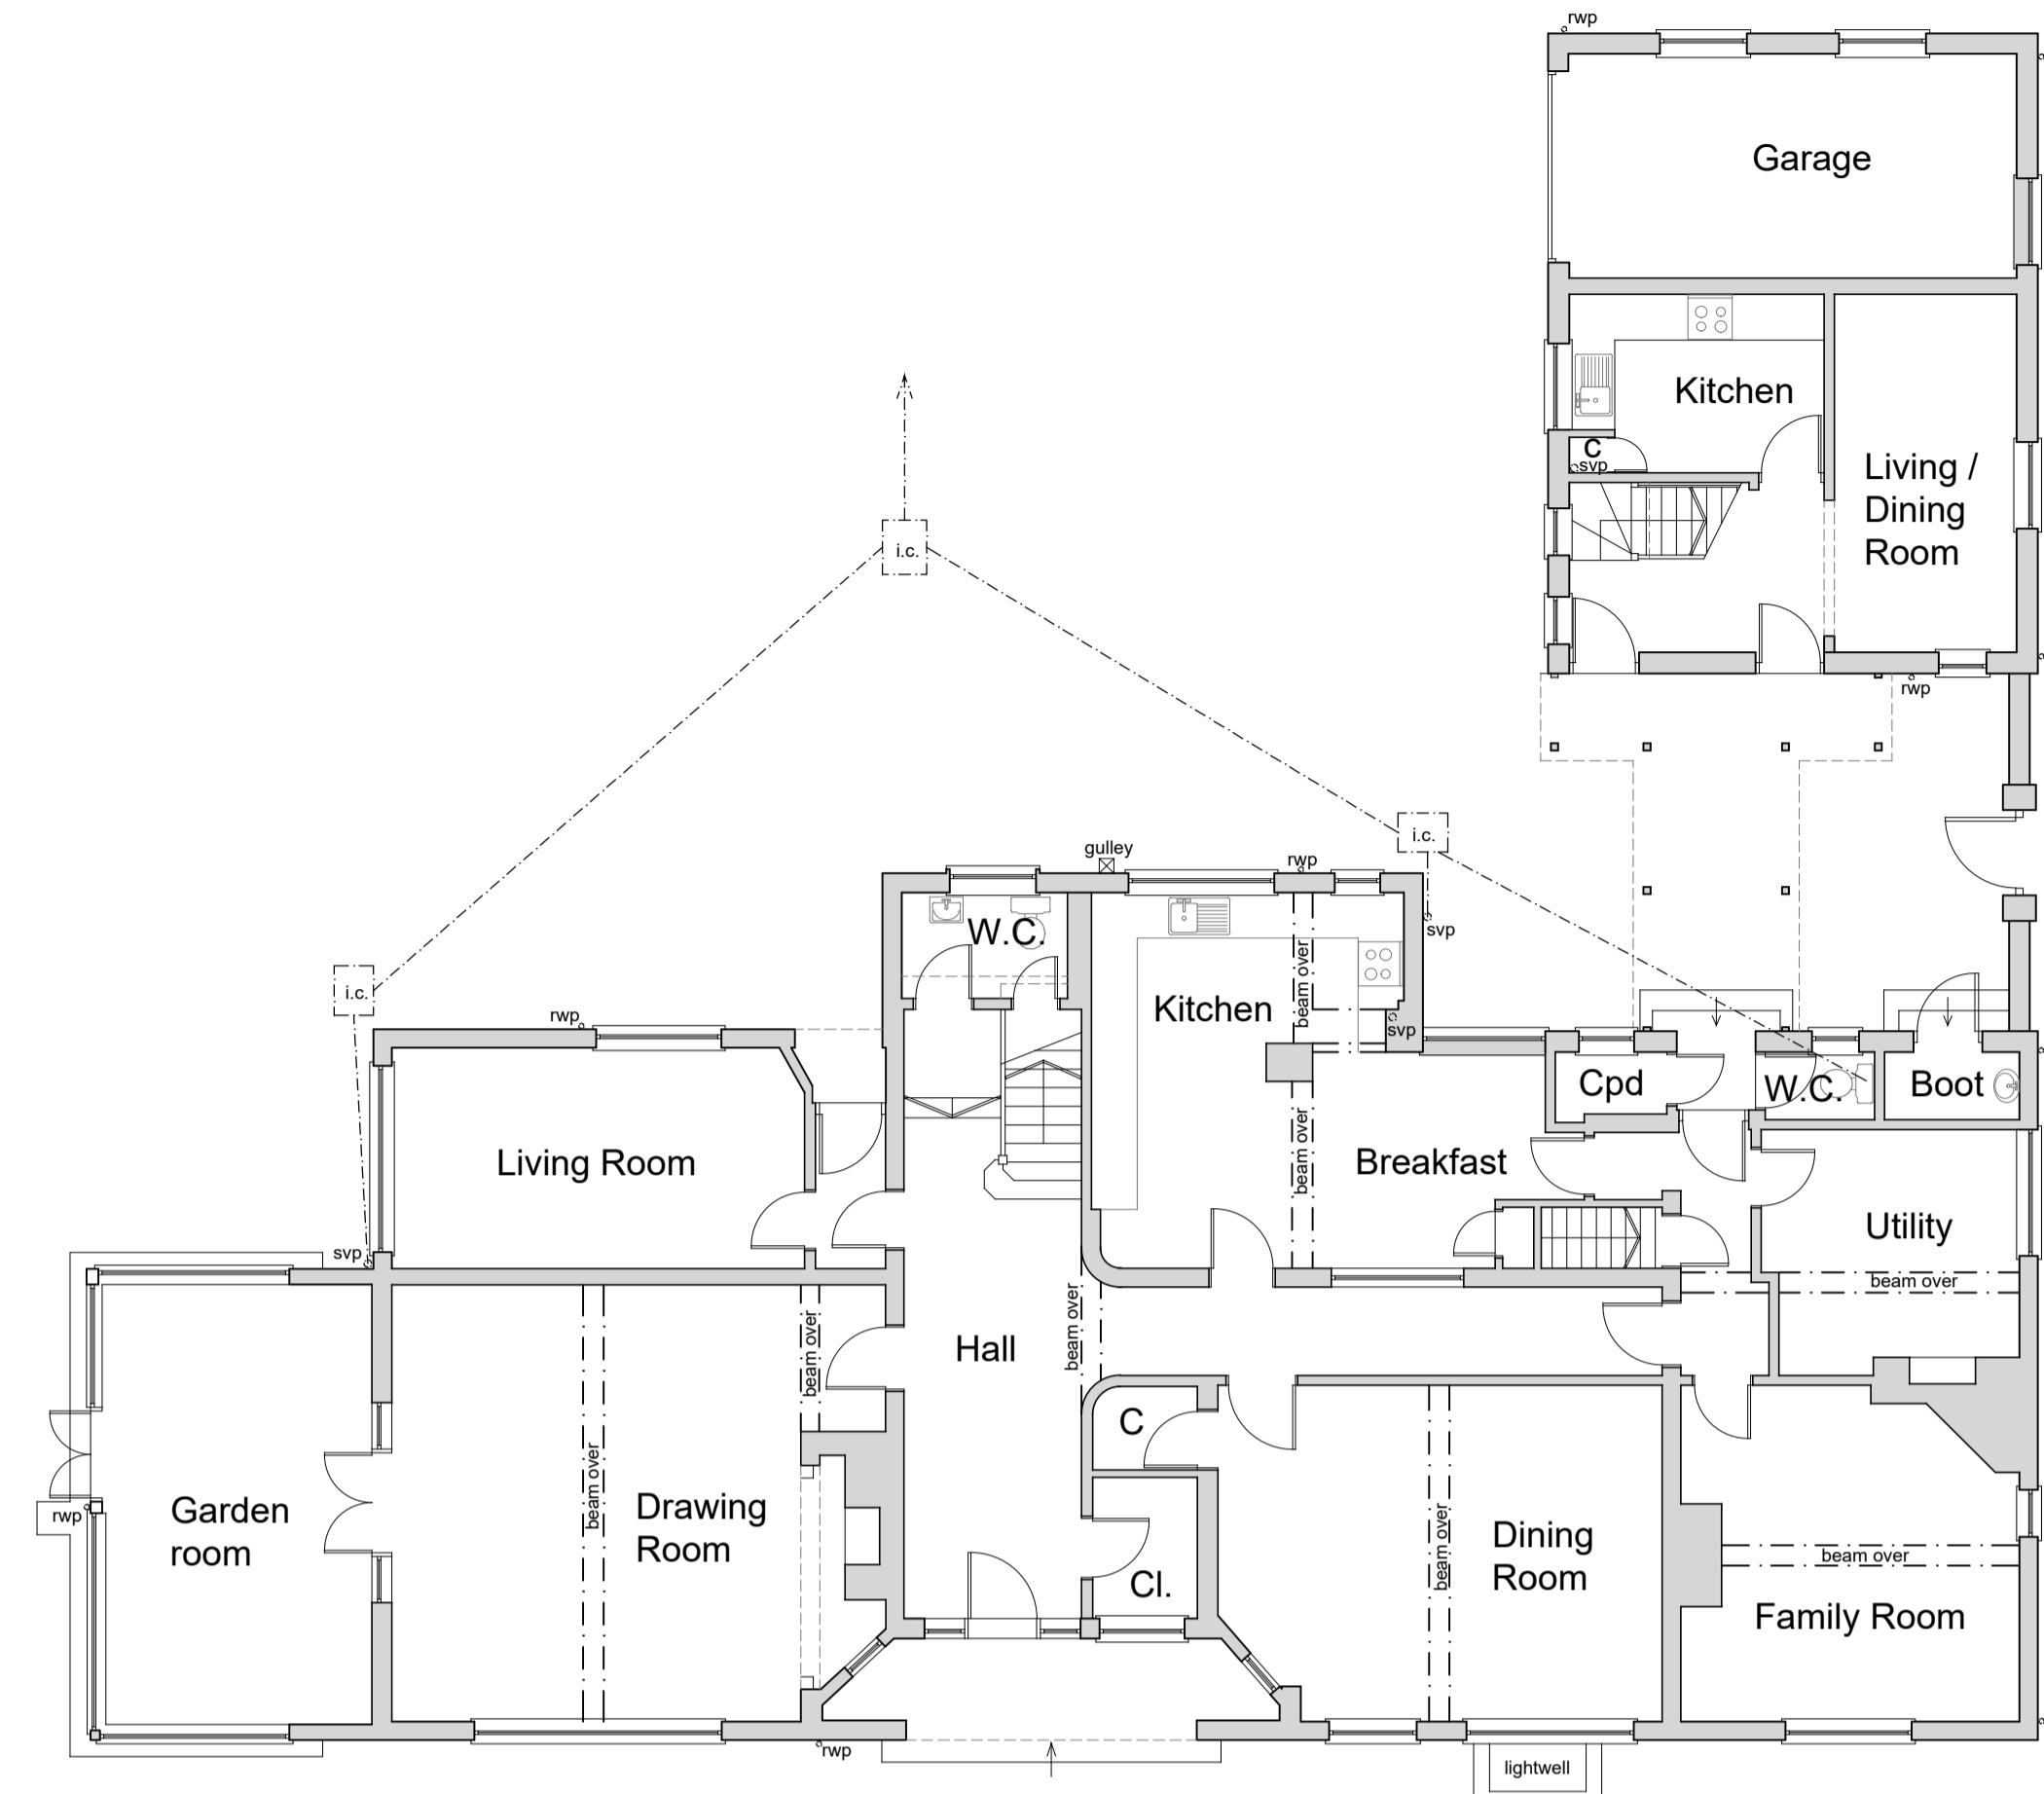 rwp
Garage
Kitchen
C
svp
Living /
Dining
Room
i.c.
rwp
i.c.
gulley
rwp
svp
W.C.
beam over
i.c.
Kitchen
rwp
svp
Cpd
W.C.
Boot
Living Room
beam over
Breakfast
Utility
svp
beam over
beam over
Hall
beam over
C
Garden
room
rwp
beam over
Drawing
Room
beam over
Dining
Room
beam over
Cl.
Family Room
rwp
lightwell